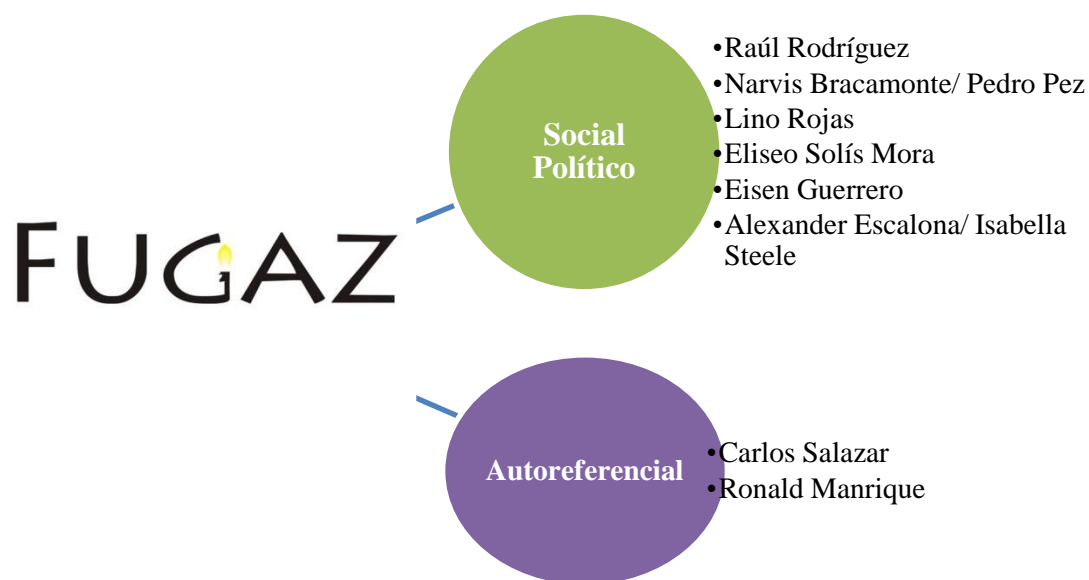 FUGAZ
Social
Político
•Raúl Rodríguez
•Narvis Bracamonte/ Pedro Pez
•Lino Rojas
•Eliseo Solís Mora
•Eisen Guerrero
•Alexander Escalona/ Isabella
Steele
Autoreferencial
•Carlos Salazar
•Ronald Manrique